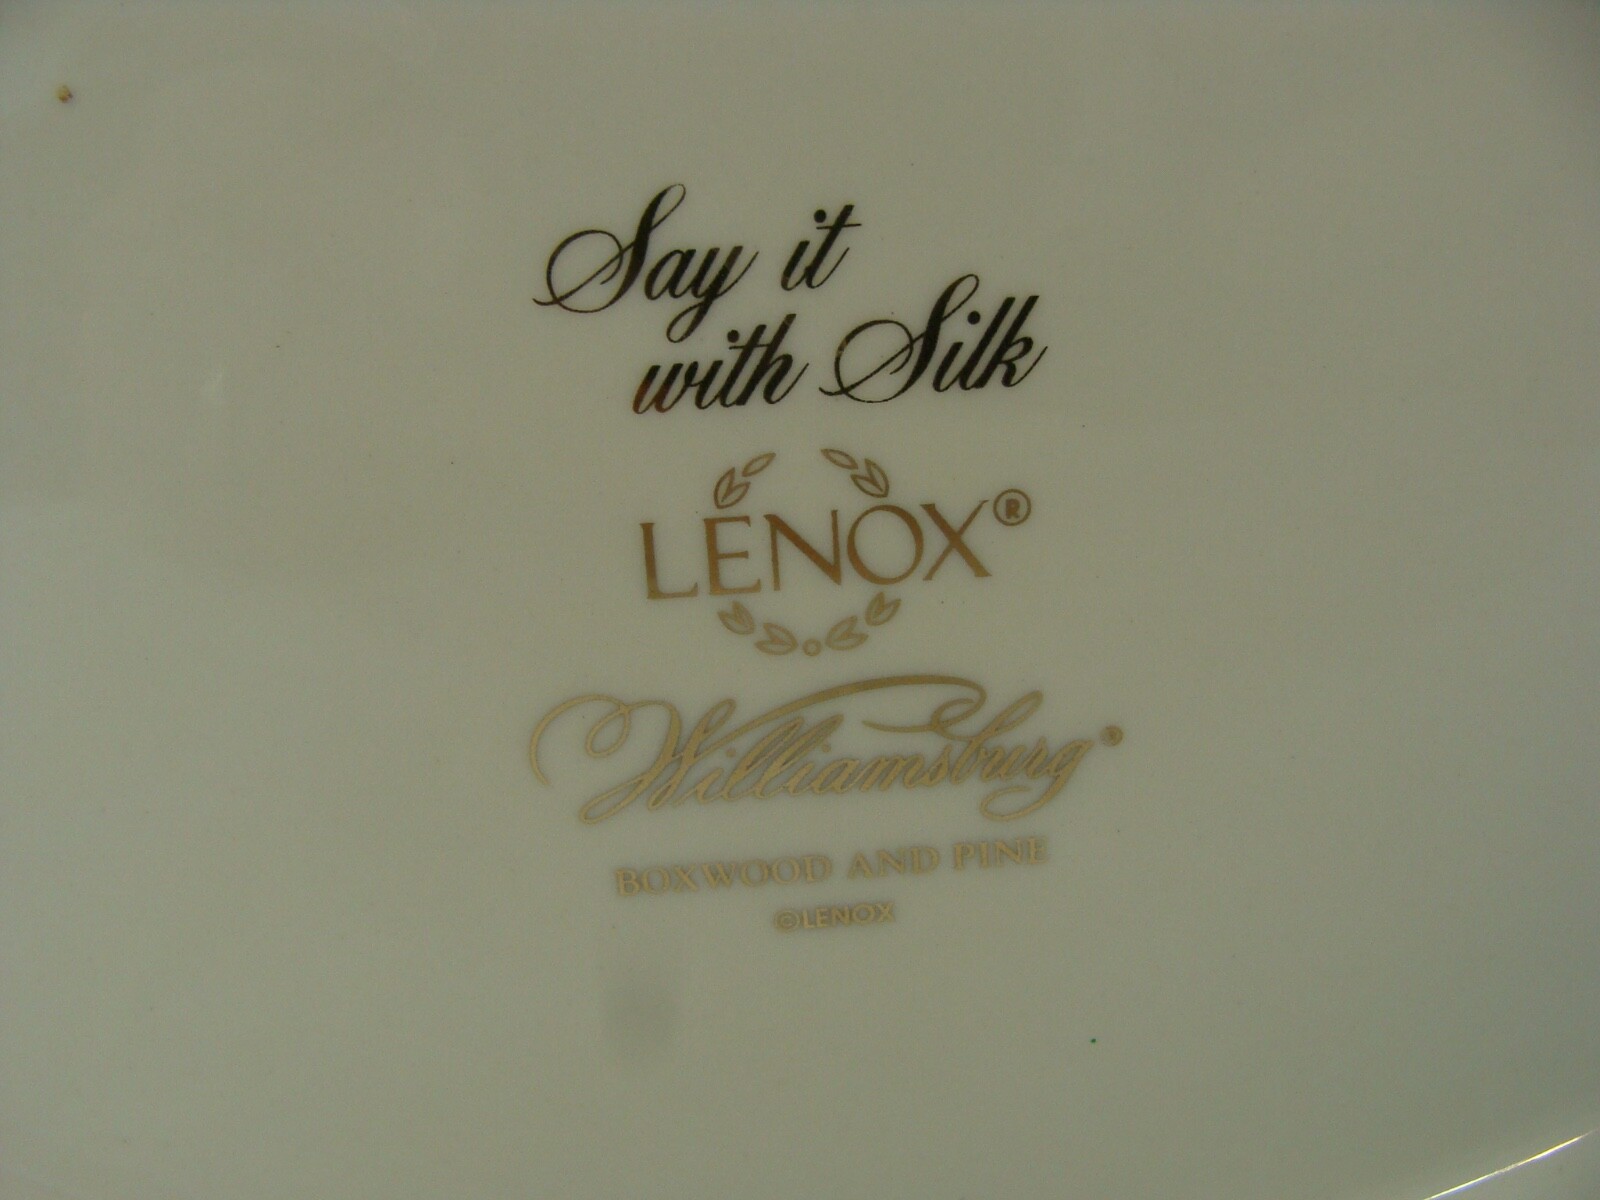 Say it
with Silk
LENOX®
Williamsburg®
BOXWOOD AND PINE
©LENOX